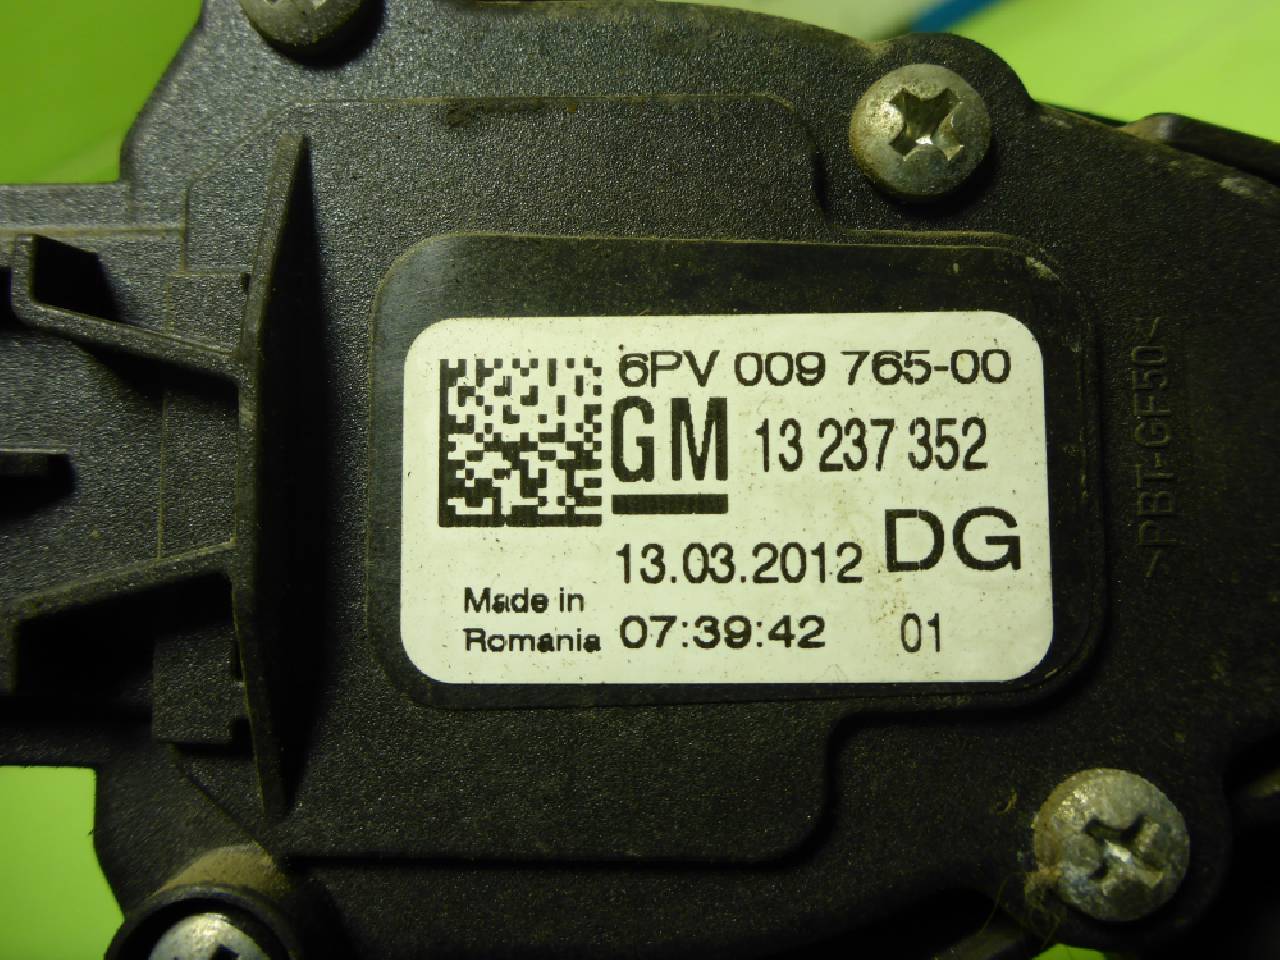 6PV 009 765-00
GM 13 237 352
13.03.2012 DG
Made in
Romania 07:39:42 01
>PBT-GF50<